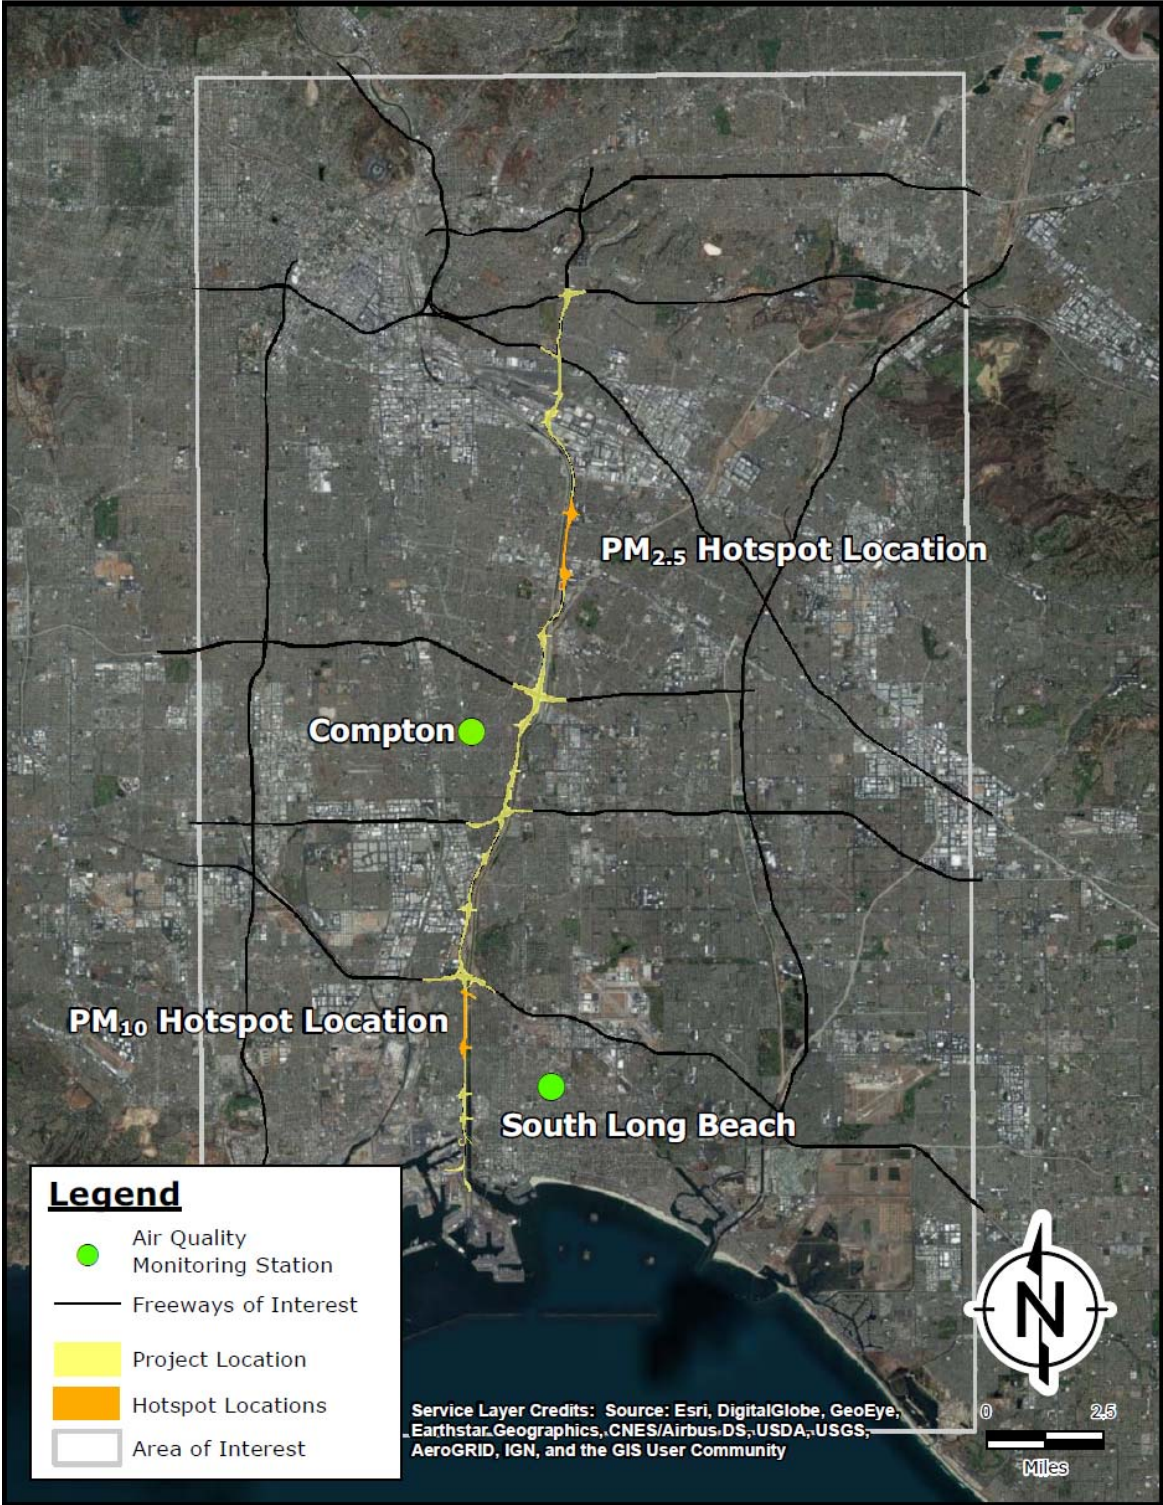 PM2.5 Hotspot Location
Compton
PM10 Hotspot Location
South Long Beach
Legend
Air Quality
Monitoring Station
Freeways of Interest
Project Location
Hotspot Locations
Area of Interest
Service Layer Credits: Source: Esri, DigitalGlobe, GeoEye,
Earthstar Geographics, CNES/Airbus DS, USDA, USGS,
AeroGRID, IGN, and the GIS User Community
N
0 2.5
Miles